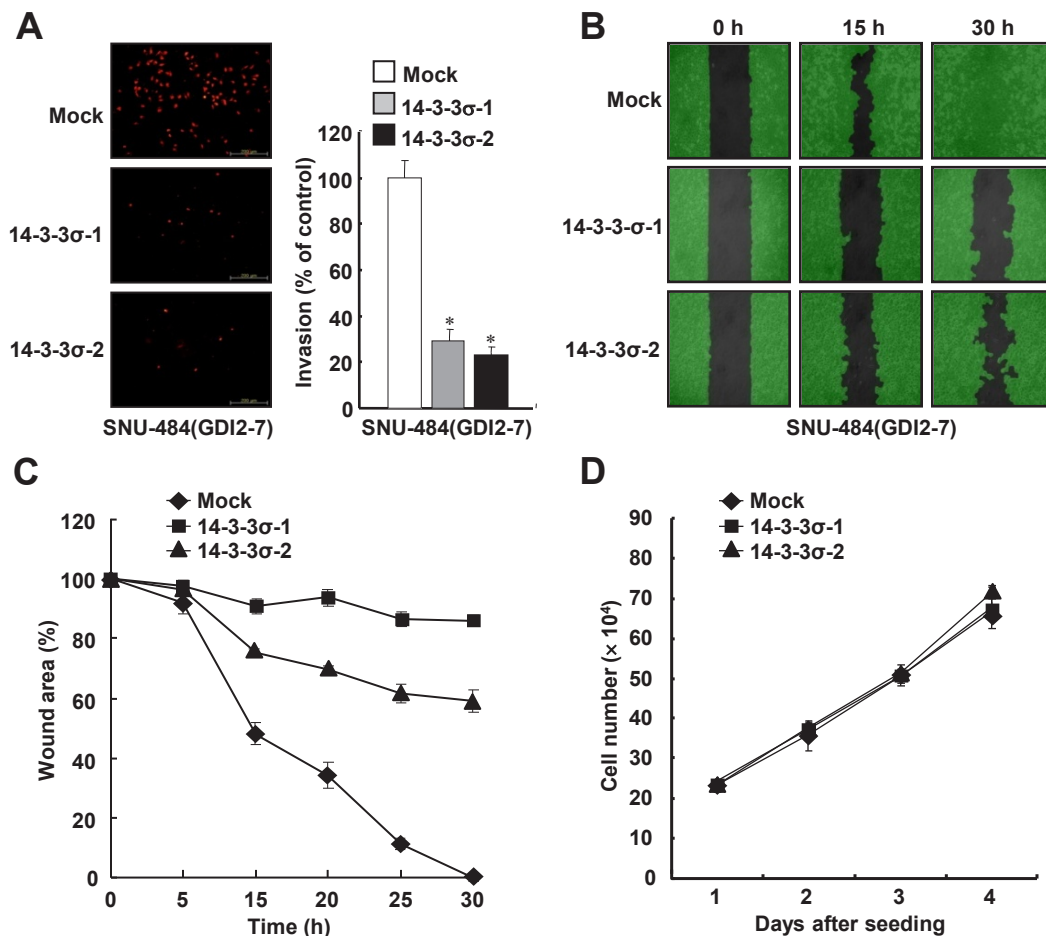 A
Mock
14-3-3σ-1
14-3-3σ-2
SNU-484(GDI2-7)
Mock
14-3-3σ-1
14-3-3σ-2
Invasion (% of control)
120
100
80
60
40
20
0
*
*
SNU-484(GDI2-7)
B
0 h 15 h 30 h
Mock
14-3-3-σ-1
14-3-3σ-2
SNU-484(GDI2-7)
C
Mock
14-3-3σ-1
14-3-3σ-2
Wound area (%)
120
100
80
60
40
20
0
0 5 15 20 25 30
Time (h)
D
Mock
14-3-3σ-1
14-3-3σ-2
Cell number (× 10⁴)
90
80
70
60
50
40
30
20
10
0
1 2 3 4
Days after seeding